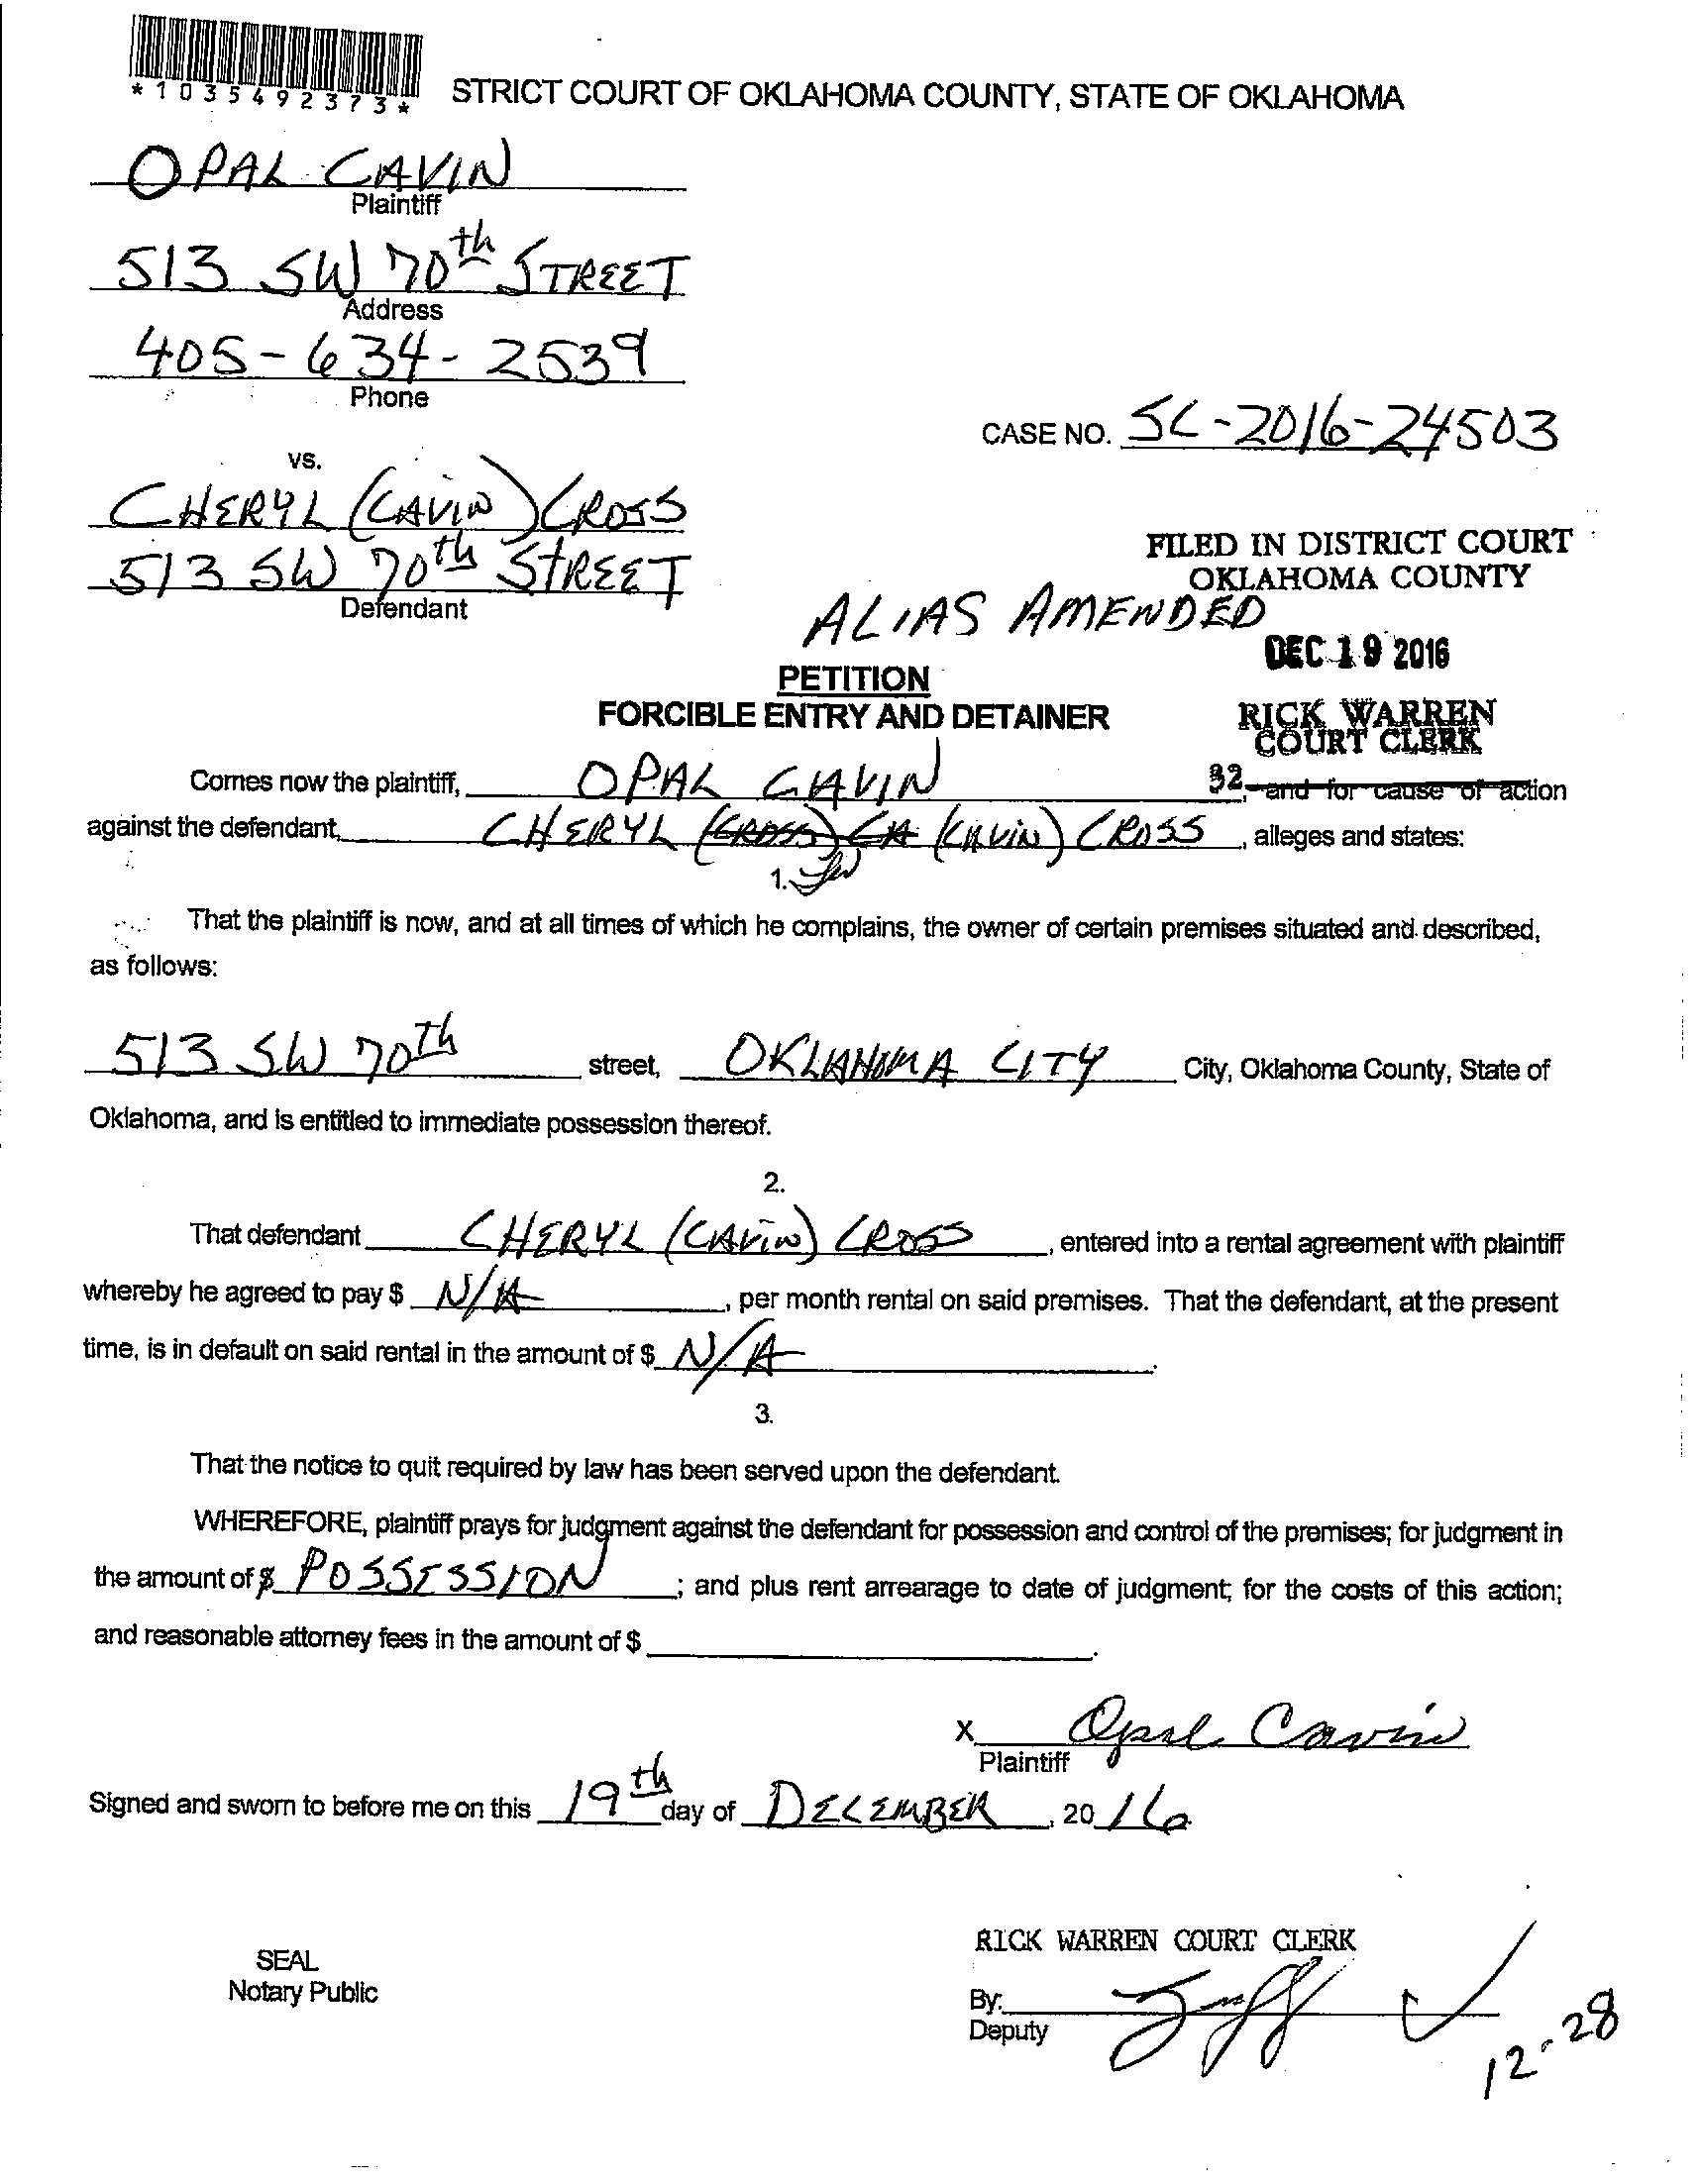 *1035492373*
STRICT COURT OF OKLAHOMA COUNTY, STATE OF OKLAHOMA
OPAL CAVIN
Plaintiff
513 SW 70th STREET
Address
405-634-2539
Phone
CASE NO. SC-2016-24503
vs.
CHERYL (CAVIN) CROSS
513 SW 70th STREET
Defendant
FILED IN DISTRICT COURT
OKLAHOMA COUNTY
ALIAS AMENDED
DEC 19 2016
PETITION
FORCIBLE ENTRY AND DETAINER
RICK WARREN
COURT CLERK
32
Comes now the plaintiff, OPAL CAVIN, and for cause of action
against the defendant, CHERYL (CROSS) CA (CAVIN) CROSS, alleges and states:
1.
That the plaintiff is now, and at all times of which he complains, the owner of certain premises situated and described,
as follows:
513 SW 70th street, OKLAHOMA CITY City, Oklahoma County, State of
Oklahoma, and is entitled to immediate possession thereof.
2.
That defendant CHERYL (CAVIN) CROSS, entered into a rental agreement with plaintiff
whereby he agreed to pay $ N/A, per month rental on said premises. That the defendant, at the present
time, is in default on said rental in the amount of $ N/A.
3.
That the notice to quit required by law has been served upon the defendant.
WHEREFORE, plaintiff prays for judgment against the defendant for possession and control of the premises; for judgment in
the amount of $ POSSESSION; and plus rent arrearage to date of judgment; for the costs of this action;
and reasonable attorney fees in the amount of $.
X Opal Cavin
Plaintiff
Signed and sworn to before me on this 19th day of DECEMBER, 2016
RICK WARREN COURT CLERK
SEAL
Notary Public
By:
Deputy
12-28